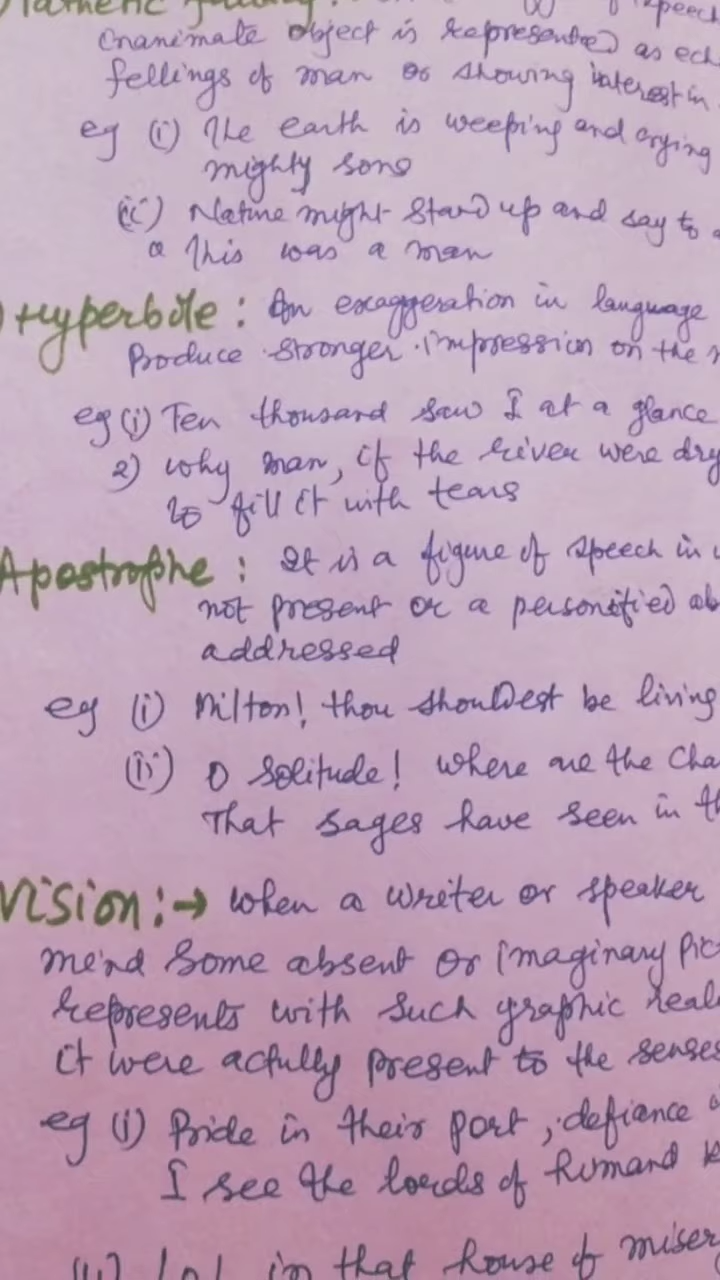 Pathetic
speech
inanimate object is represented as
fellings of man or showing interest in
eg (i) The earth is weeping and crying
mighty sons
(ii) Nature might stand up and say to
this was a man
Hyperbole : An exaggeration in language
Produce stronger impression on the
eg (i) Ten thousand saw I at a glance
2) why man, if the river were dry
to fill it with tears
Apostrophe : It is a figure of speech in
not present or a personified
addressed
eg (i) Milton! thou shouldest be living
(ii) O Solitude! where are the
That sages have seen in
Vision :→ when a writer or speaker
some absent or imaginary
represents with such graphic
it were actully present to the senses
eg (i) Pride in their port, defiance
I see the lords of humand
in that house of